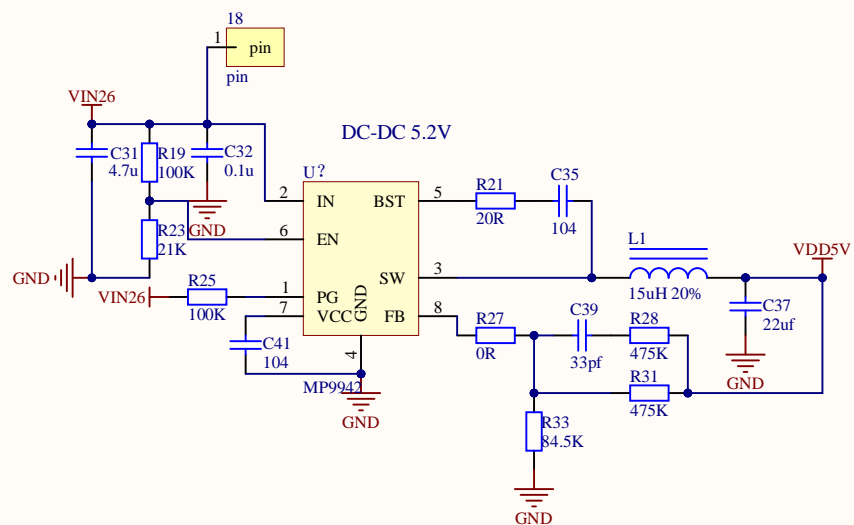 18
1
pin
pin
VIN26
DC-DC 5.2V
C31
4.7u
R19
100K
C32
0.1u
U?
2
IN
BST
5
R21
20R
C35
104
GND
R23
21K
6
EN
L1
VDD5V
GND
SW
3
15uH 20%
VIN26
R25
100K
1
PG
GND
7
VCC
FB
8
R27
0R
C39
33pf
R28
475K
C37
22uf
C41
104
4
MP9942
GND
R31
475K
GND
R33
84.5K
GND